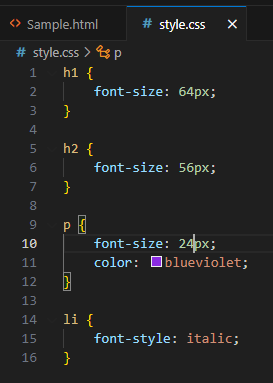 <> Sample.html # style.css ×
# style.css > p
1 h1 {
2     font-size: 64px;
3 }
4
5 h2 {
6     font-size: 56px;
7 }
8
9 p {
10     font-size: 24px;
11     color: blueviolet;
12 }
13
14 li {
15     font-style: italic;
16 }